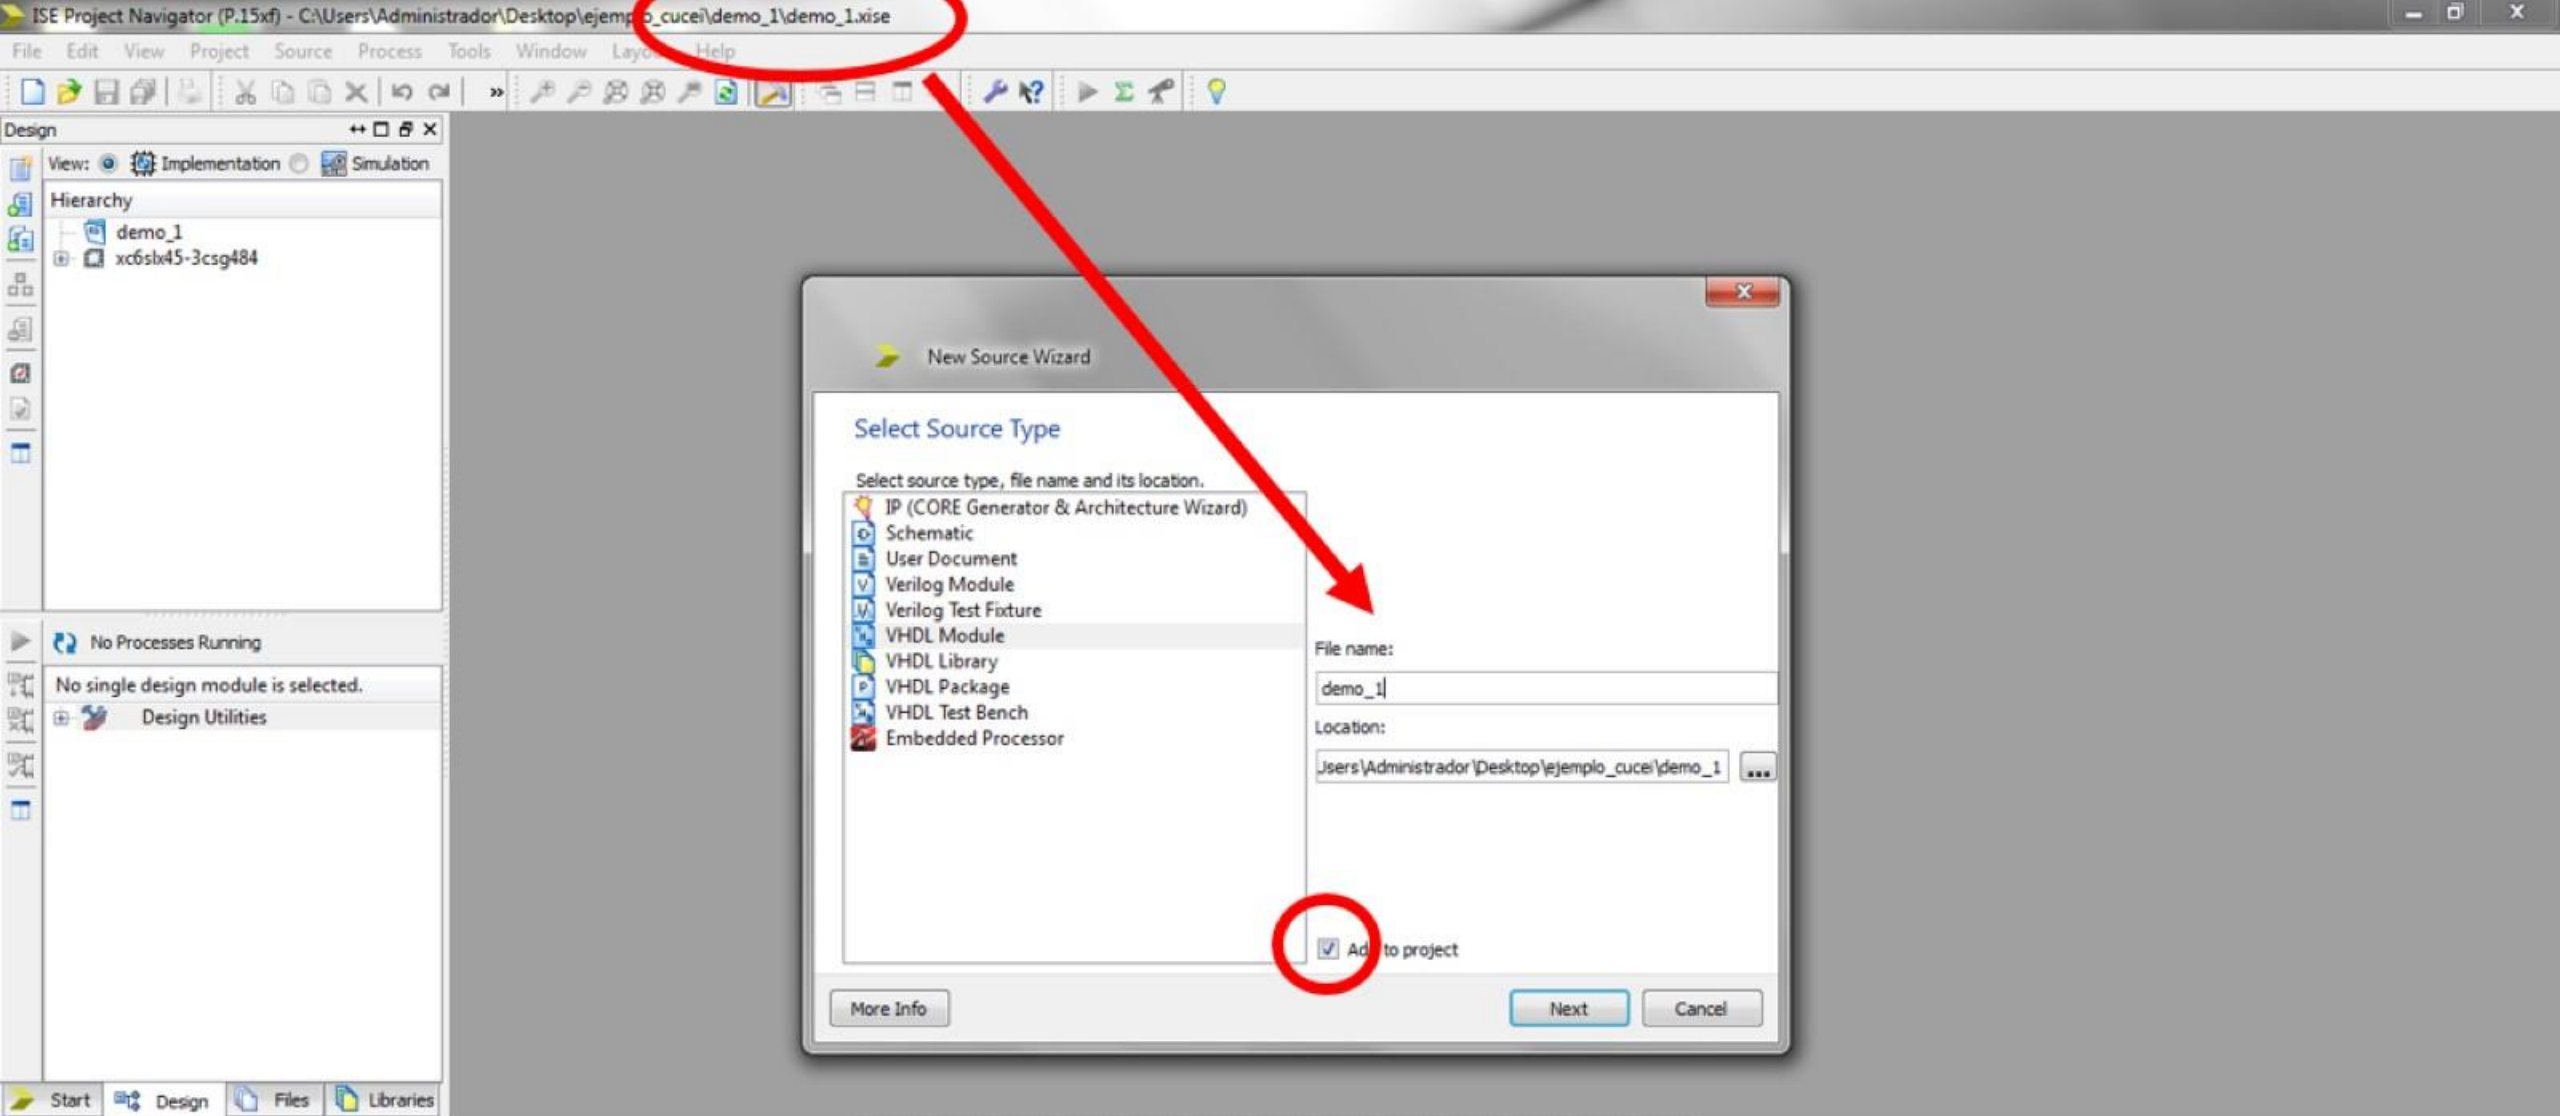 ISE Project Navigator (P.15xf) - C:\Users\Administrador\Desktop\ejemplo_cucei\demo_1\demo_1.xise
File Edit View Project Source Process Tools Window Help
Design
View: Implementation Simulation
Hierarchy
demo_1
xc6slx45-3csg484
No Processes Running
No single design module is selected.
Design Utilities
Start Design Files Libraries
New Source Wizard
Select Source Type
Select source type, file name and its location.
IP (CORE Generator & Architecture Wizard)
Schematic
User Document
Verilog Module
Verilog Test Fixture
VHDL Module
VHDL Library
VHDL Package
VHDL Test Bench
Embedded Processor
File name:
demo_1
Location:
Users\Administrador\Desktop\ejemplo_cucei\demo_1
...
Add to project
More Info
Next
Cancel